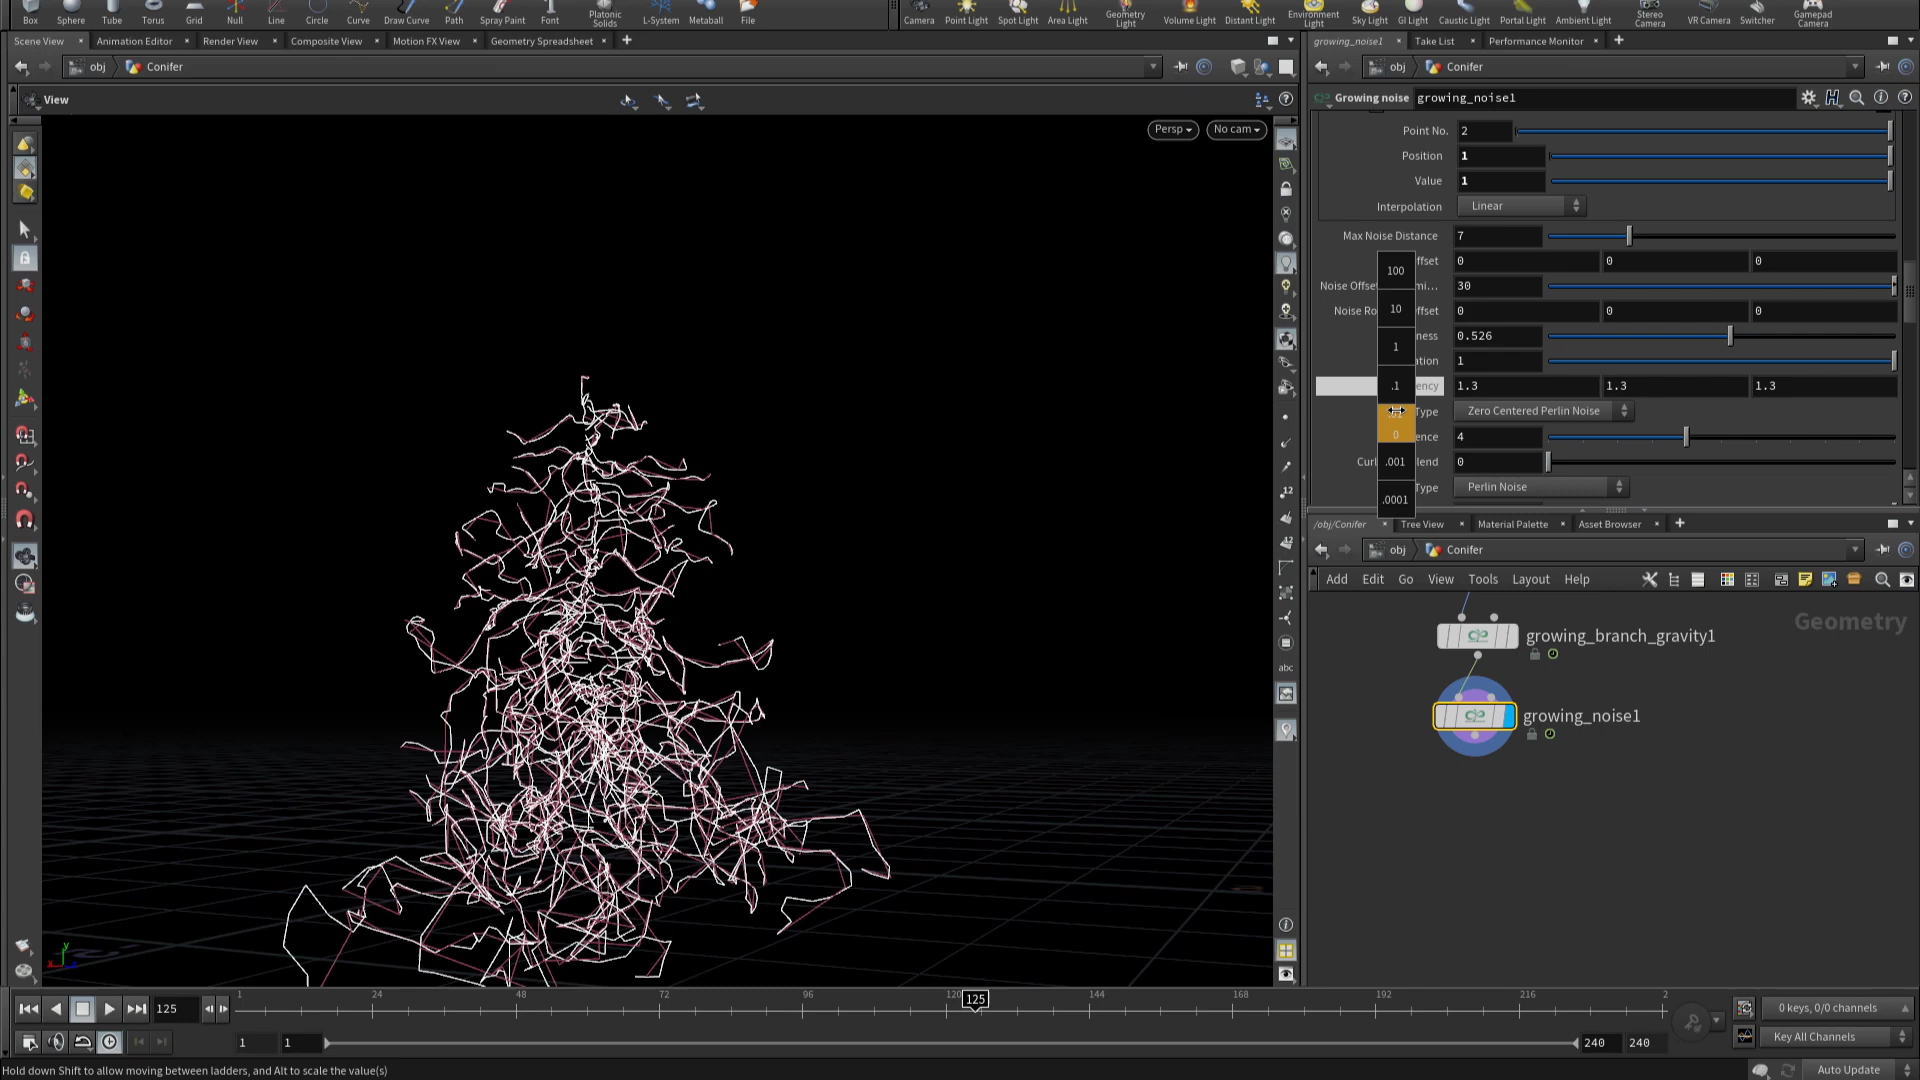 Box Sphere Tube Torus Grid Null Line Circle Curve Draw Curve Path Spray Paint Font Platonic Solids L-System Metaball File
Camera Point Light Spot Light Area Light Geometry Light Volume Light Distant Light Environment Light Sky Light GI Light Caustic Light Portal Light Ambient Light Stereo Camera VR Camera Switcher Gamepad Camera
Scene View Animation Editor Render View Composite View Motion FX View Geometry Spreadsheet
growing_noise1 Take List Performance Monitor
obj Conifer
obj Conifer
View
Growing noise growing_noise1
Persp No cam
Point No. 2
Position 1
Value 1
Interpolation Linear
Max Noise Distance 7
ffset 0 0 0
Noise Offse mi... 30
Noise Ro ffset 0 0 0
ness 0.526
ation 1
ency 1.3 1.3 1.3
Type Zero Centered Perlin Noise
ence 4
Curl lend 0
Type Perlin Noise
100
10
1
.1
0
.001
.0001
/obj/Conifer Tree View Material Palette Asset Browser
obj Conifer
Add Edit Go View Tools Layout Help
Geometry
growing_branch_gravity1
growing_noise1
12
12
abc
y
125
1 24 48 72 96 120 125 144 168 192 216 2
0 keys, 0/0 channels
1 1 240 240
Key All Channels
Hold down Shift to allow moving between ladders, and Alt to scale the value(s)
Auto Update